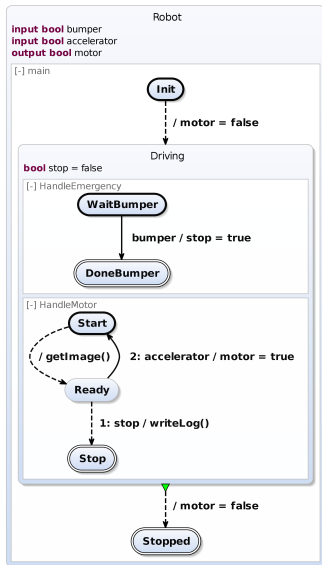 Robot
input bool bumper
input bool accelerator
output bool motor
[-] main
Init
/ motor = false
Driving
bool stop = false
[-] HandleEmergency
WaitBumper
bumper / stop = true
DoneBumper
[-] HandleMotor
Start
/ getImage()
2: accelerator / motor = true
Ready
1: stop / writeLog()
Stop
/ motor = false
Stopped